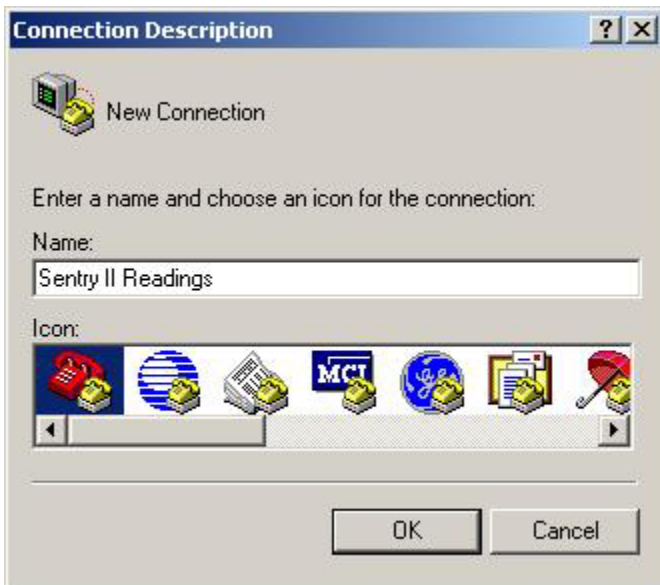 Connection Description
New Connection
Enter a name and choose an icon for the connection:
Name:
Sentry II Readings
Icon:
MCI
OK Cancel